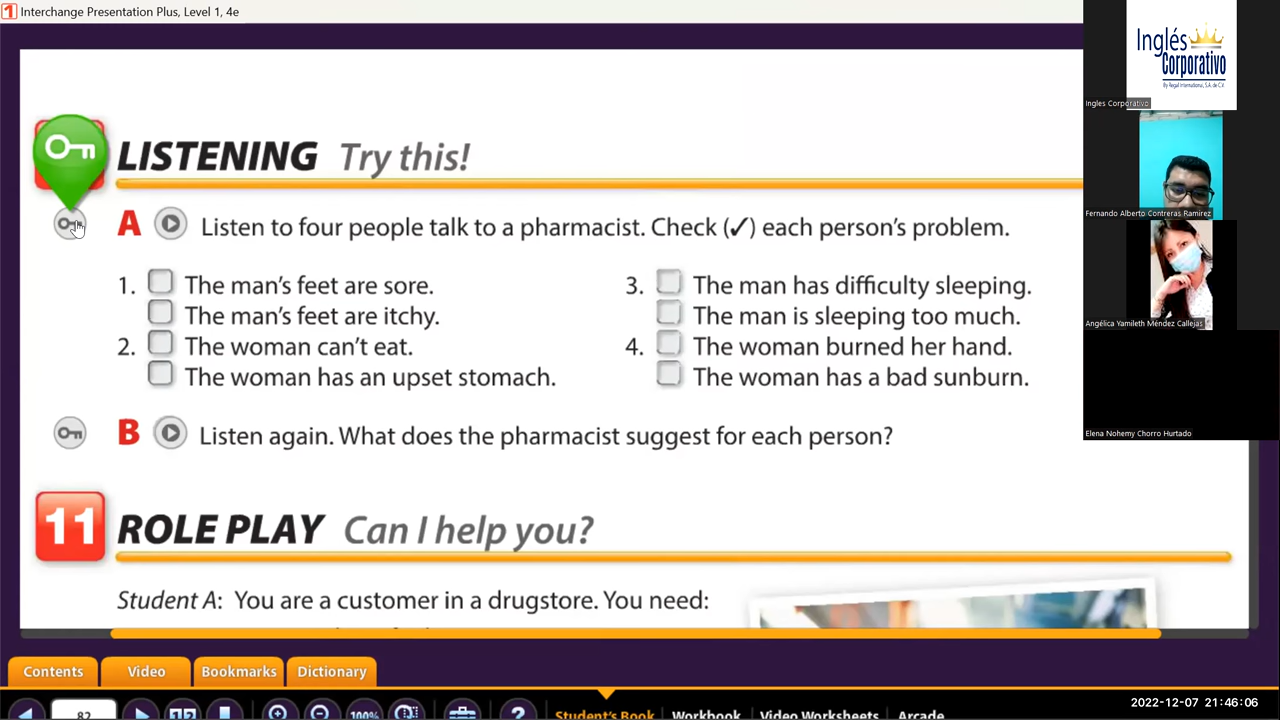 Interchange Presentation Plus, Level 1, 4e
LISTENING Try this!
A Listen to four people talk to a pharmacist. Check (✓) each person's problem.
1. The man's feet are sore.
The man's feet are itchy.
2. The woman can't eat.
The woman has an upset stomach.
3. The man has difficulty sleeping.
The man is sleeping too much.
4. The woman burned her hand.
The woman has a bad sunburn.
B Listen again. What does the pharmacist suggest for each person?
11 ROLE PLAY Can I help you?
Student A: You are a customer in a drugstore. You need:
Contents Video Bookmarks Dictionary
82 100% ? Student's Book Workbook Video Worksheets Arcade
Inglés
Corporativo
By Regal International, S.A. de C.V.
Ingles Corporativo
Fernando Alberto Contreras Ramirez
Angélica Yamileth Méndez Callejas
Elena Nohemy Chorro Hurtado
2022-12-07 21:46:06